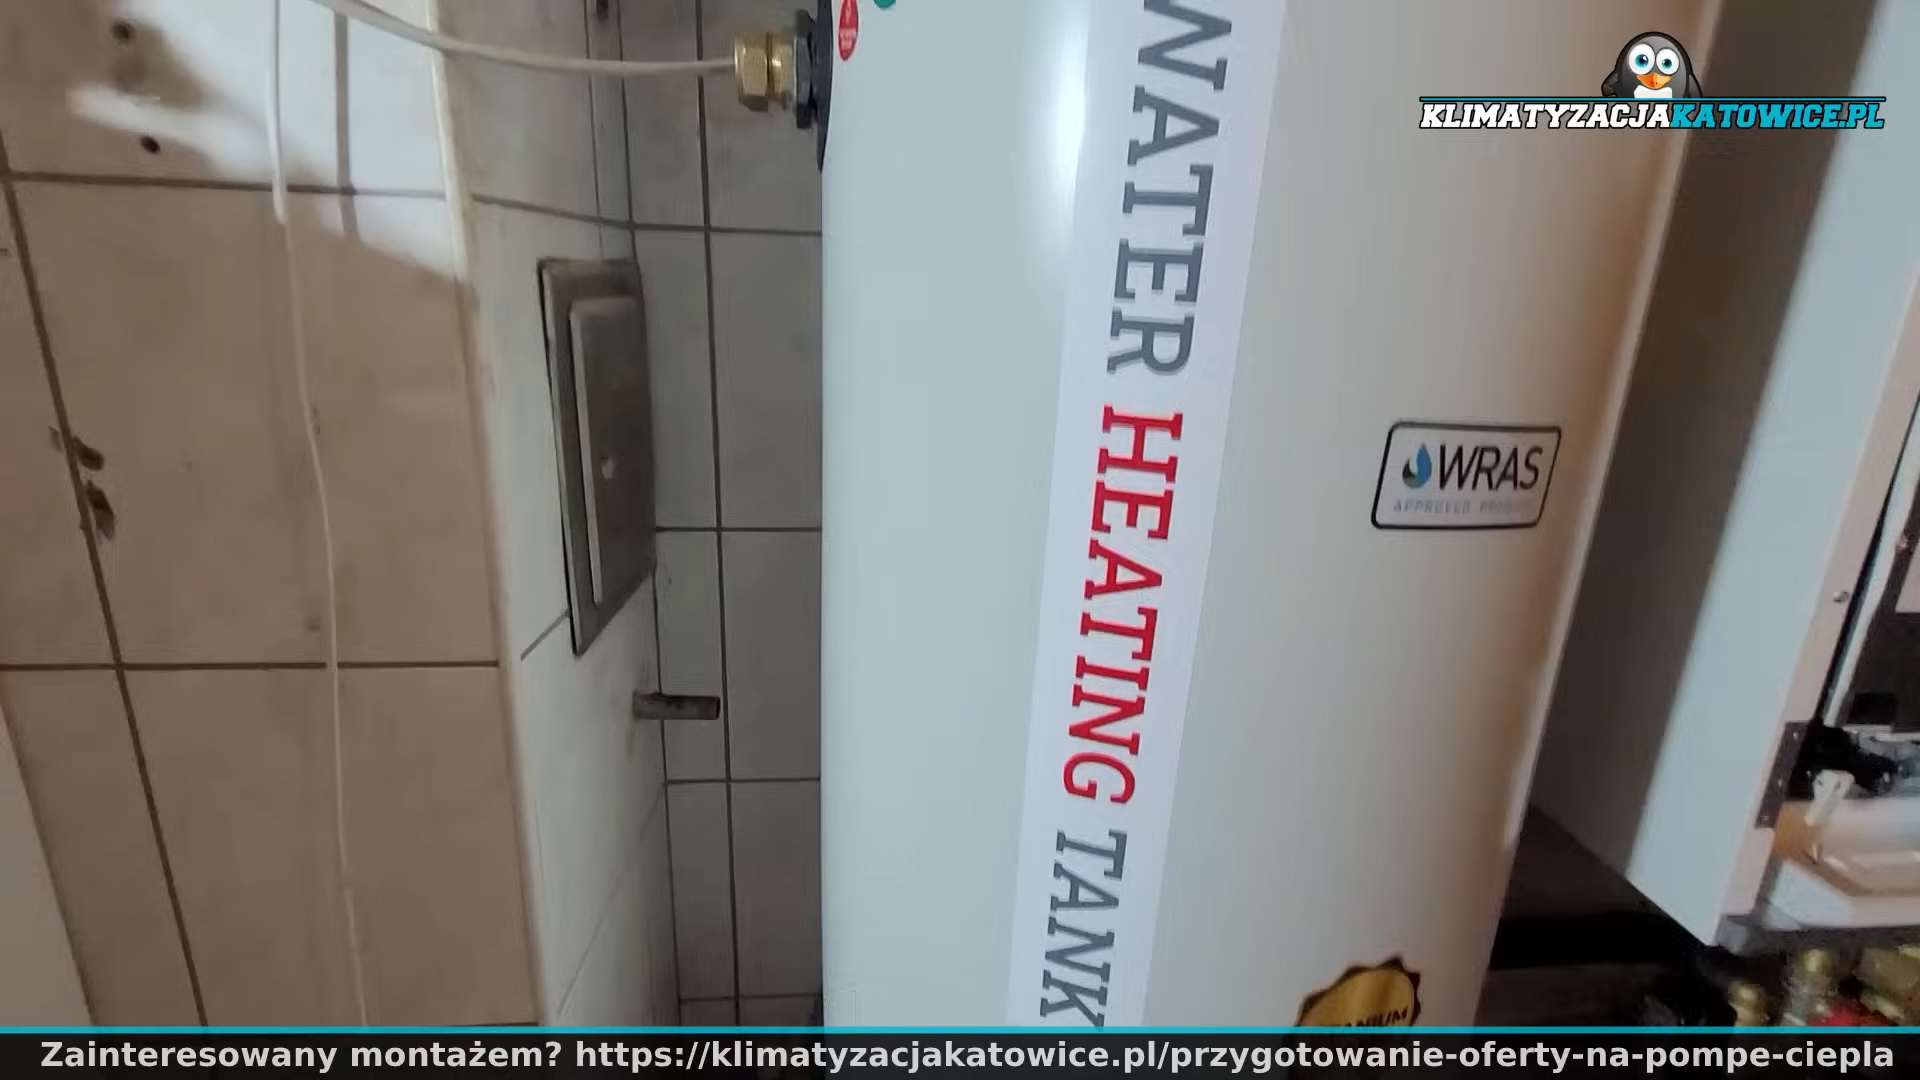 KLIMATYZACJAKATOWICE.PL
WATER HEATING TANK
WRAS
APPROVED PRODUCT
Zainteresowany montażem? https://klimatyzacjakatowice.pl/przygotowanie-oferty-na-pompe-ciepla